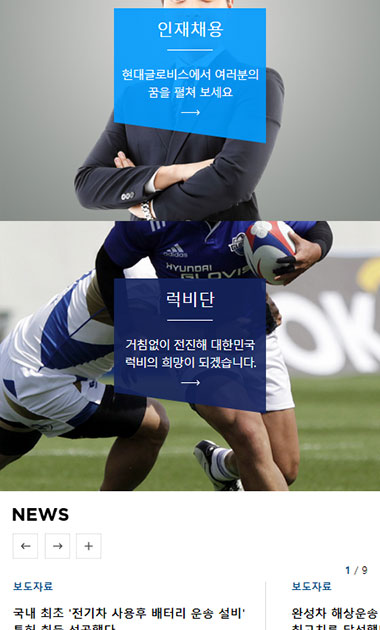 인재채용
현대글로비스에서 여러분의
꿈을 펼쳐 보세요
adidas
HYUNDAI
GLOVIS
OK
럭비단
거침없이 전진해 대한민국
럭비의 희망이 되겠습니다.
NEWS
1 / 9
보도자료
국내 최초 '전기차 사용후 배터리 운송 설비'
보도자료
완성차 해상운송